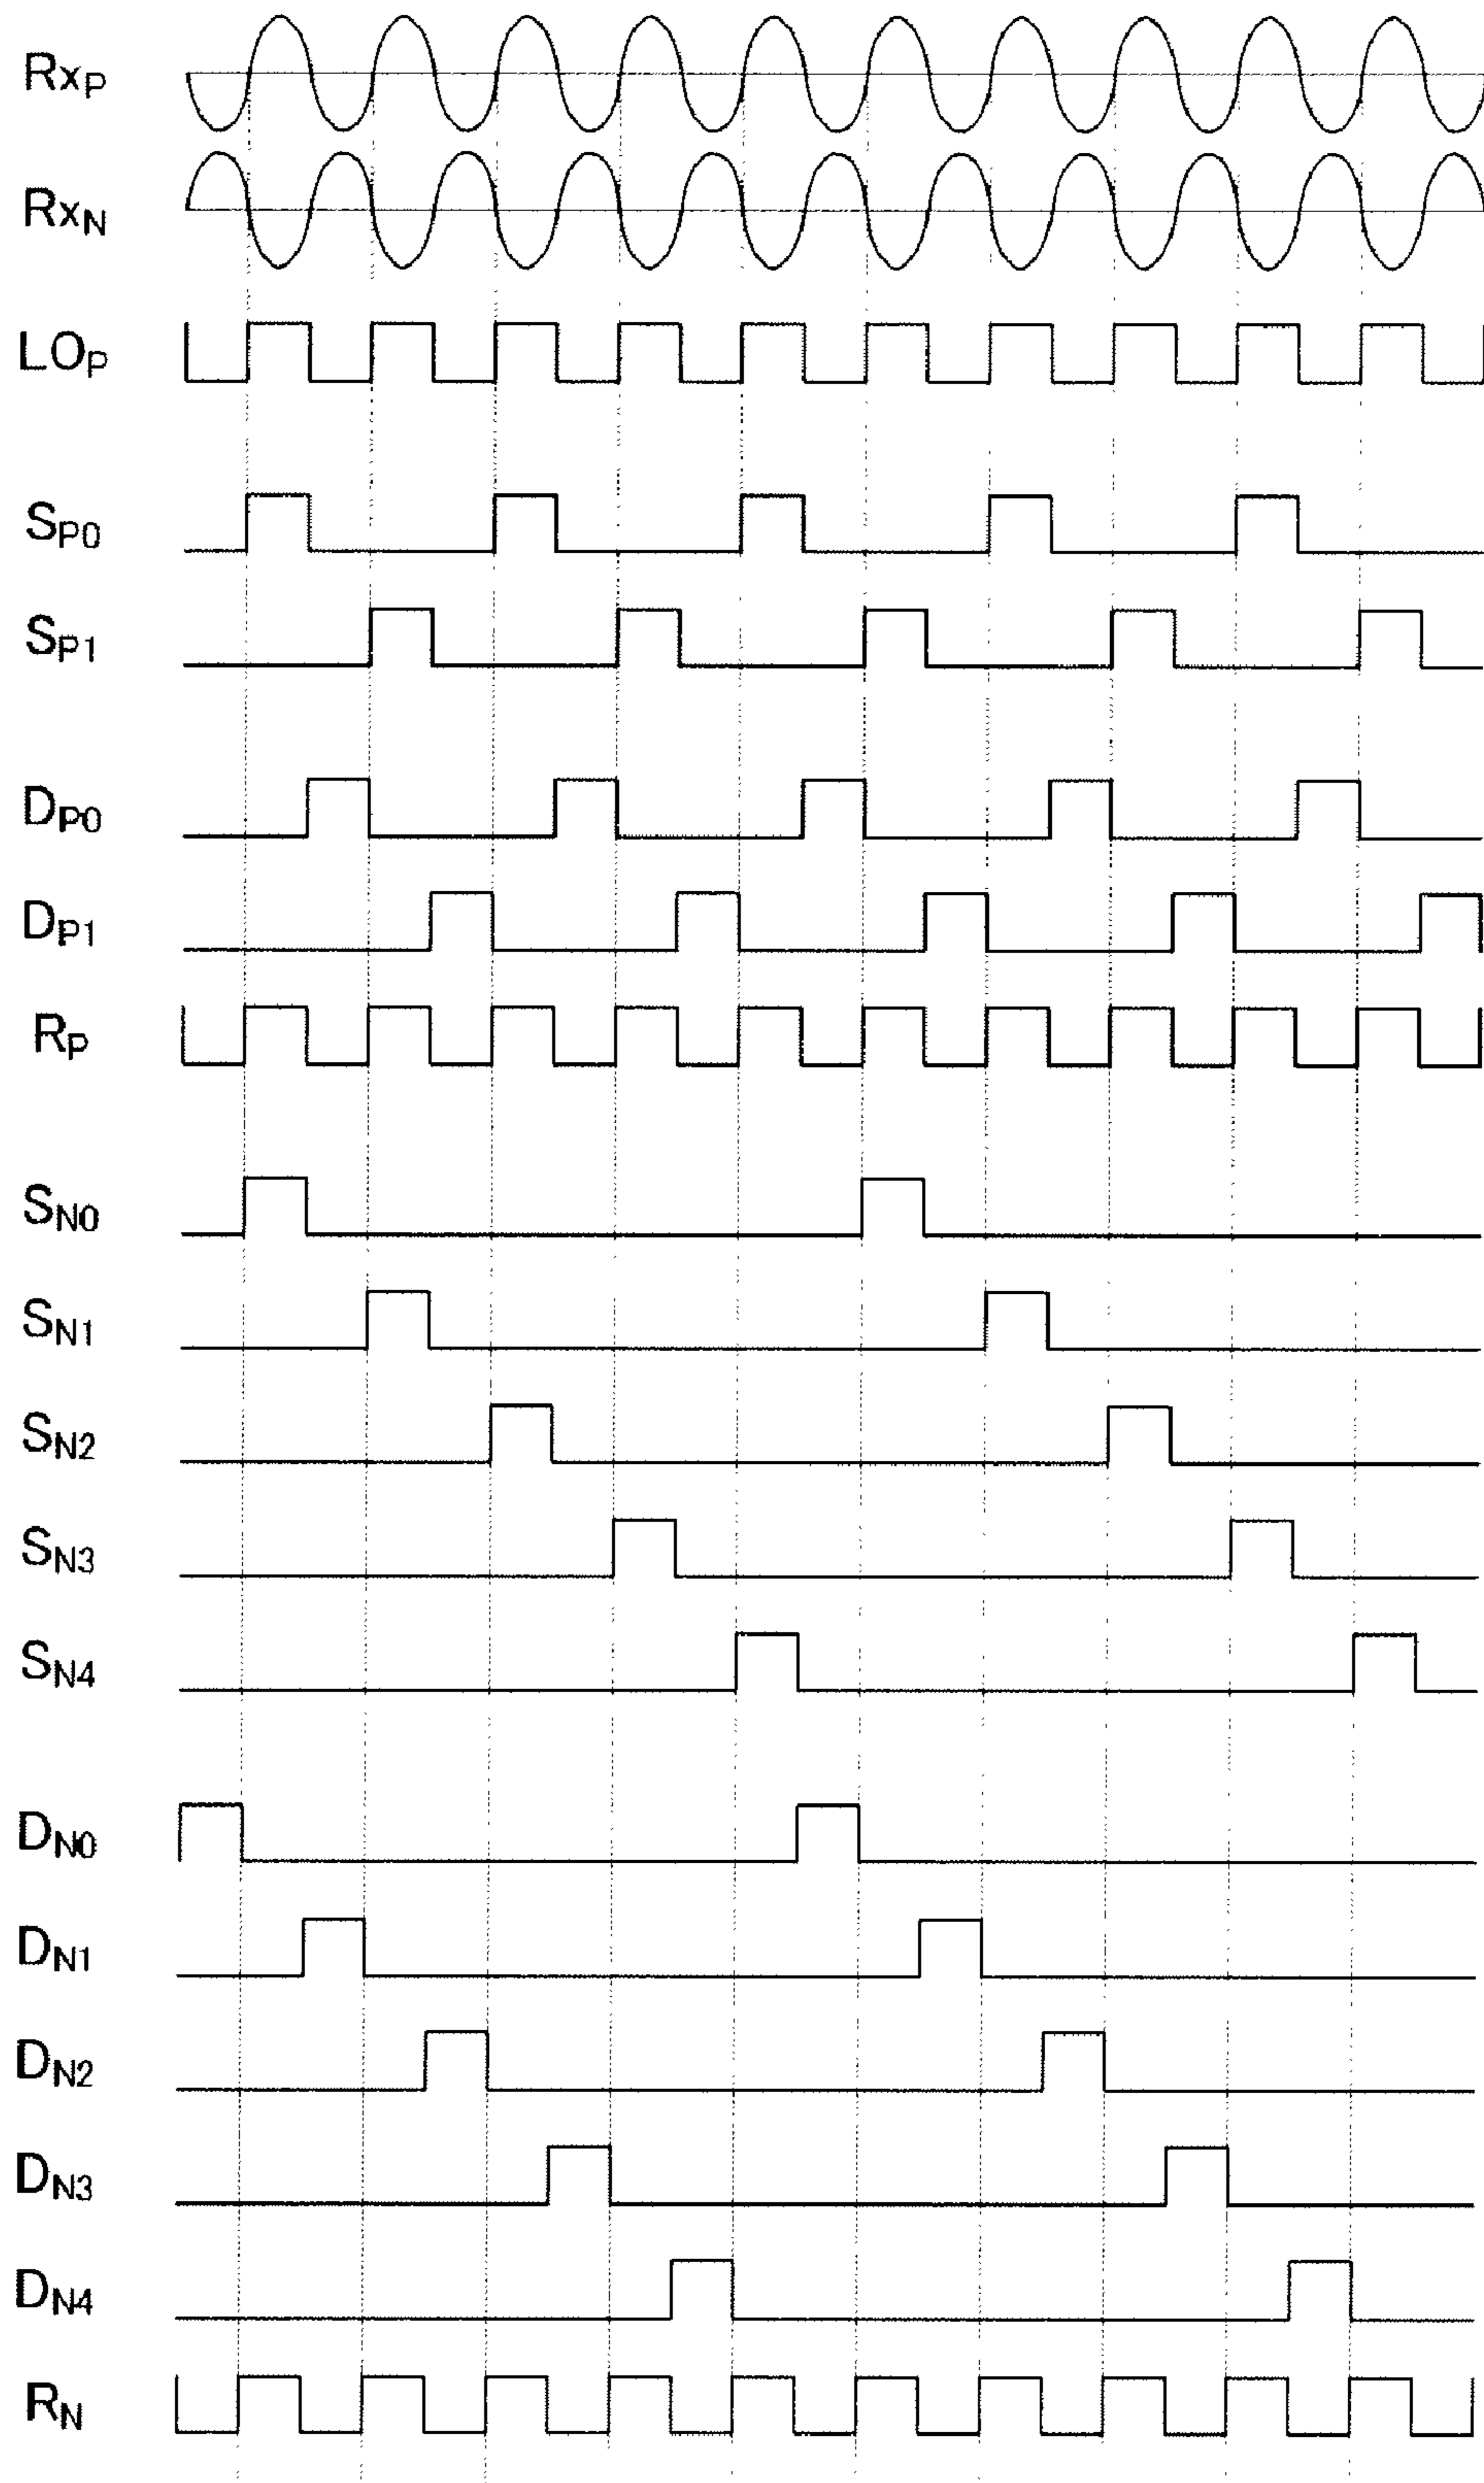 RxP
RxN
LOP
SP0
SP1
DP0
DP1
RP
SN0
SN1
SN2
SN3
SN4
DN0
DN1
DN2
DN3
DN4
RN